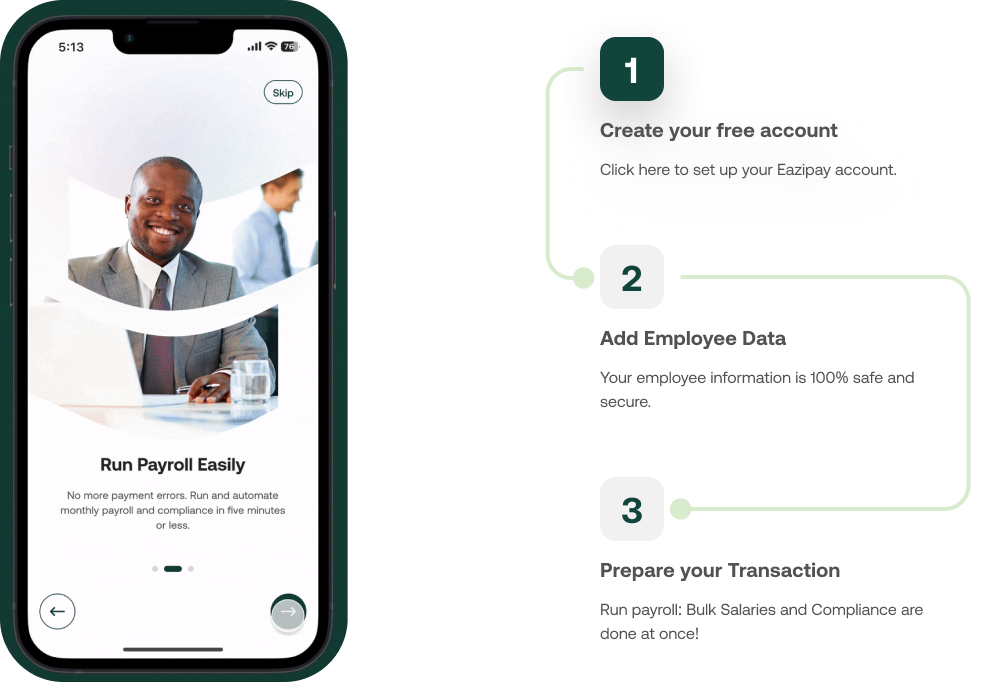 5:13
76
Skip
Run Payroll Easily
No more payment errors. Run and automate
monthly payroll and compliance in five minutes
or less.
1
Create your free account
Click here to set up your Eazipay account.
2
Add Employee Data
Your employee information is 100% safe and
secure.
3
Prepare your Transaction
Run payroll: Bulk Salaries and Compliance are
done at once!